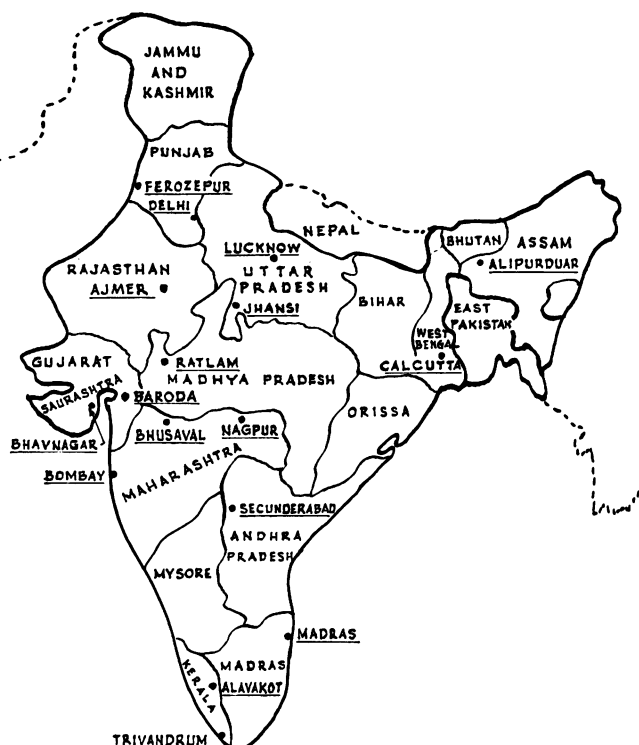 JAMMU
AND
KASHMIR
PUNJAB
FEROZEPUR
DELHI
NEPAL
BHUTAN
ASSAM
LUCKNOW
ALIPURDUAR
RAJASTHAN
UTTAR
AJMER
PRADESH
BIHAR
JHANSI
EAST
PAKISTAN
WEST
BENGAL
GUJARAT
RATLAM
CALCUTTA
SAURASHTRA
MADHYA PRADESH
BARODA
ORISSA
BHAVNAGAR
BHUSAVAL
NAGPUR
BOMBAY
MAHARASHTRA
SECUNDERABAD
ANDHRA
PRADESH
MYSORE
MADRAS
KERALA
MADRAS
ALAVAKOT
TRIVANDRUM